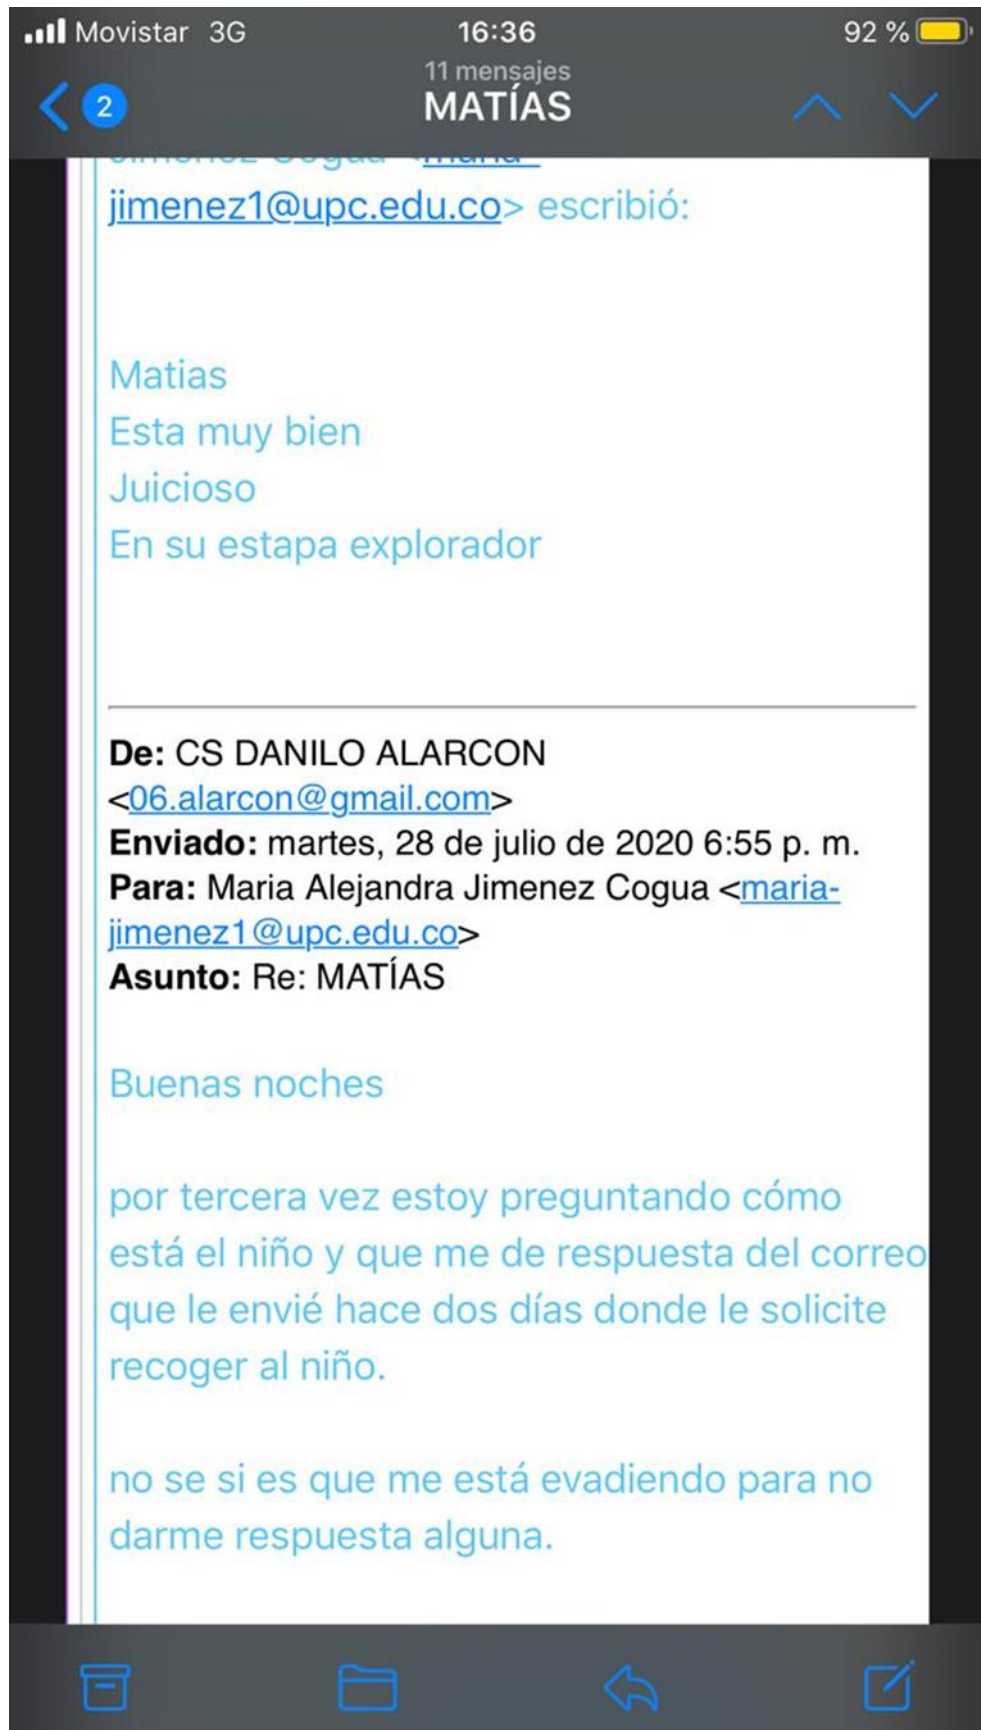 Movistar 3G 16:36 92 %
11 mensajes
2 MATÍAS
jimenez1@upc.edu.co> escribió:
Matias
Esta muy bien
Juicioso
En su estapa explorador
De: CS DANILO ALARCON
<06.alarcon@gmail.com>
Enviado: martes, 28 de julio de 2020 6:55 p. m.
Para: Maria Alejandra Jimenez Cogua <maria-
jimenez1@upc.edu.co>
Asunto: Re: MATÍAS
Buenas noches
por tercera vez estoy preguntando cómo
está el niño y que me de respuesta del correo
que le envié hace dos días donde le solicite
recoger al niño.
no se si es que me está evadiendo para no
darme respuesta alguna.